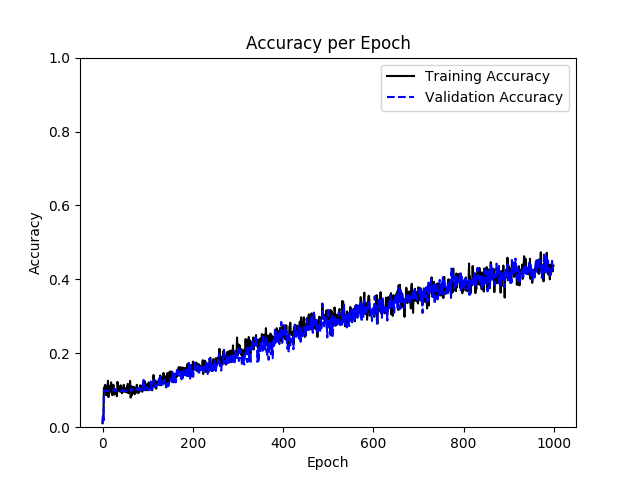 Accuracy per Epoch
Training Accuracy
Validation Accuracy
1.0
0.8
0.6
0.4
0.2
0.0
Accuracy
0 200 400 600 800 1000
Epoch